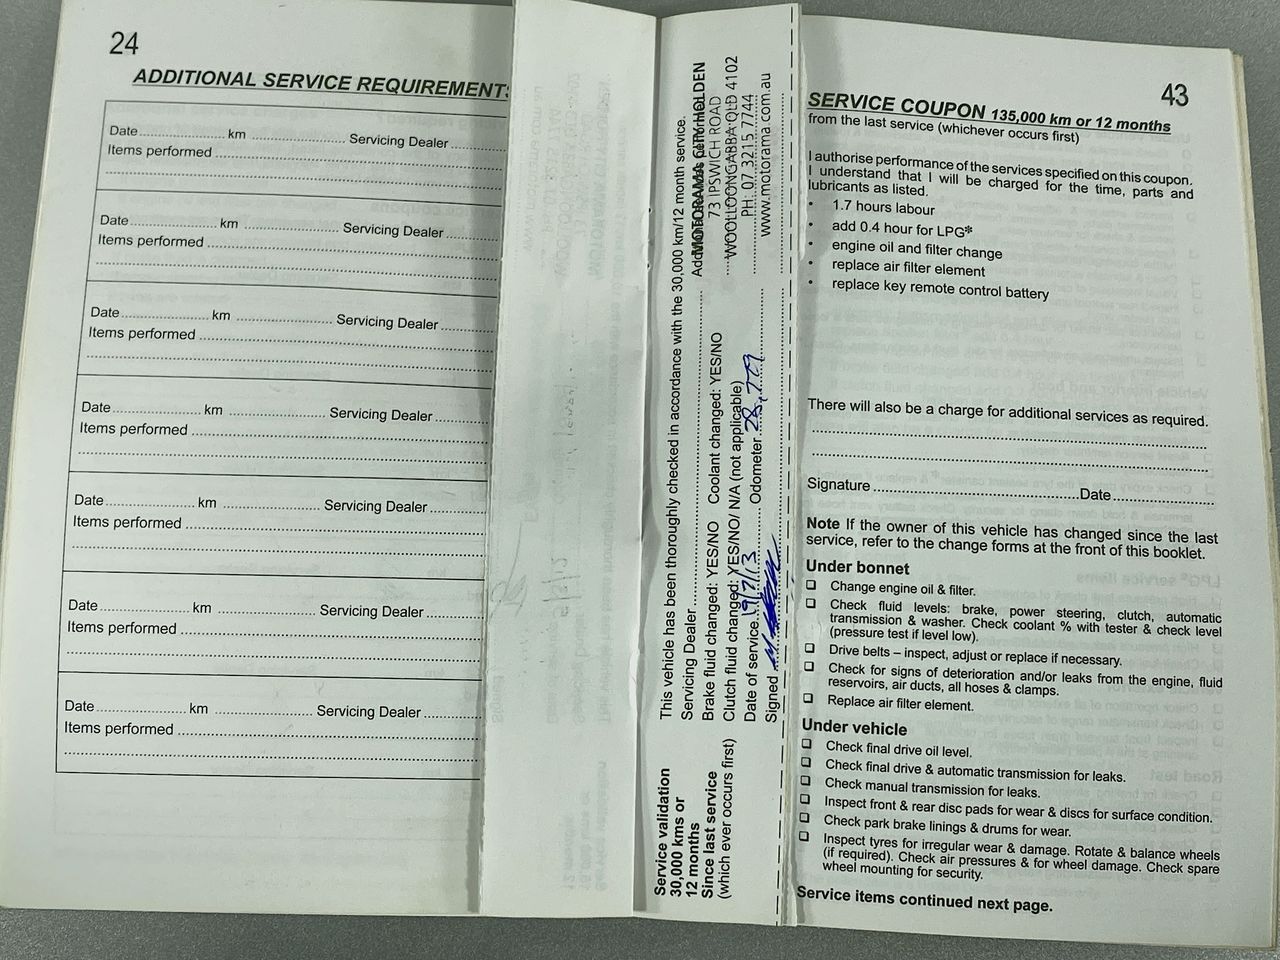 24
ADDITIONAL SERVICE REQUIREMENTS
Date.......................... km .......................... Servicing Dealer................
Items performed ................................................................
................................................................
Date.......................... km .......................... Servicing Dealer................
Items performed ................................................................
................................................................
Date.......................... km .......................... Servicing Dealer................
Items performed ................................................................
................................................................
Date.......................... km .......................... Servicing Dealer................
Items performed ................................................................
................................................................
Date.......................... km .......................... Servicing Dealer................
Items performed ................................................................
................................................................
Date.......................... km .......................... Servicing Dealer................
Items performed ................................................................
................................................................
Date.......................... km .......................... Servicing Dealer................
Items performed ................................................................
................................................................
Service validation
30,000 kms or
12 months
Since last service
(which ever occurs first)
This vehicle has been thoroughly checked in accordance with the 30,000 km/12 month service.
Servicing Dealer................
MOTORAMA CITY HOLDEN
73 IPSWICH ROAD
WOOLLOONGABBA QLD 4102
PH. 07 3215 7744
www.motorama.com.au
Brake fluid changed: YES/NO Coolant changed: YES/NO
Clutch fluid changed: YES/NO/ N/A (not applicable)
Date of service 19/7/13 Odometer 28,779
Signed
43
SERVICE COUPON 135,000 km or 12 months
from the last service (whichever occurs first)
I authorise performance of the services specified on this coupon.
I understand that I will be charged for the time, parts and
lubricants as listed.
• 1.7 hours labour
• add 0.4 hour for LPG*
• engine oil and filter change
• replace air filter element
• replace key remote control battery
There will also be a charge for additional services as required.
................................................................
................................................................
Signature ................................................Date........................
Note If the owner of this vehicle has changed since the last
service, refer to the change forms at the front of this booklet.
Under bonnet
❑ Change engine oil & filter.
❑ Check fluid levels: brake, power steering, clutch, automatic
transmission & washer. Check coolant % with tester & check level
(pressure test if level low).
❑ Drive belts – inspect, adjust or replace if necessary.
❑ Check for signs of deterioration and/or leaks from the engine, fluid
reservoirs, air ducts, all hoses & clamps.
❑ Replace air filter element.
Under vehicle
❑ Check final drive oil level.
❑ Check final drive & automatic transmission for leaks.
❑ Check manual transmission for leaks.
❑ Inspect front & rear disc pads for wear & discs for surface condition.
❑ Check park brake linings & drums for wear.
❑ Inspect tyres for irregular wear & damage. Rotate & balance wheels
(if required). Check air pressures & for wheel damage. Check spare
wheel mounting for security.
Service items continued next page.